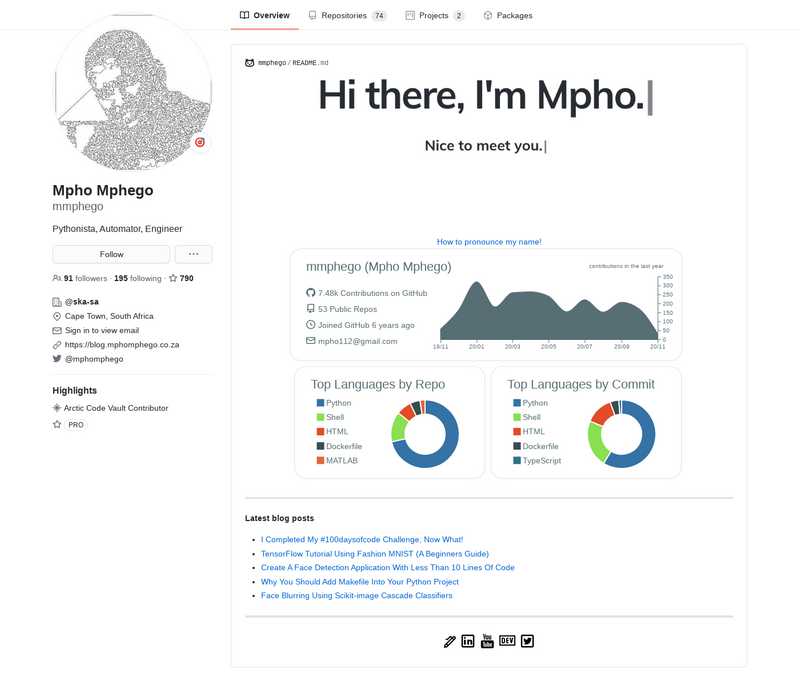 Overview
Repositories 74
Projects 2
Packages
Mpho Mphego
mmphego
Pythonista, Automator, Engineer
Follow
...
91 followers · 195 following · 790
@ska-sa
Cape Town, South Africa
Sign in to view email
https://blog.mphomphego.co.za
@mphomphego
Highlights
Arctic Code Vault Contributor
PRO
mmphego / README.md
Hi there, I'm Mpho.|
Nice to meet you.|
How to pronounce my name!
mmphego (Mpho Mphego)
contributions in the last year
7.48k Contributions on GitHub
53 Public Repos
Joined GitHub 6 years ago
mpho112@gmail.com
350
300
250
200
150
100
50
0
19/11 20/01 20/03 20/05 20/07 20/09 20/11
Top Languages by Repo
Python
Shell
HTML
Dockerfile
MATLAB
Top Languages by Commit
Python
Shell
HTML
Dockerfile
TypeScript
Latest blog posts
I Completed My #100daysofcode Challenge, Now What!
TensorFlow Tutorial Using Fashion MNIST (A Beginners Guide)
Create A Face Detection Application With Less Than 10 Lines Of Code
Why You Should Add Makefile Into Your Python Project
Face Blurring Using Scikit-image Cascade Classifiers
in
You
Tube
DEV